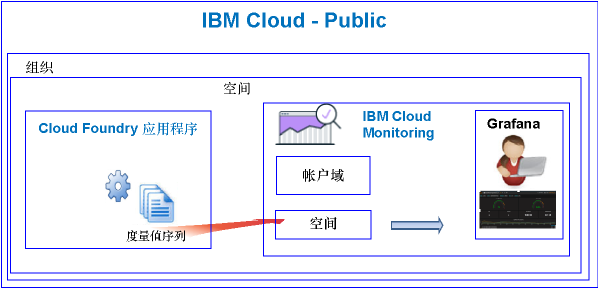 IBM Cloud - Public
组织
空间
Cloud Foundry 应用程序
度量值序列
IBM Cloud
Monitoring
帐户域
空间
Grafana